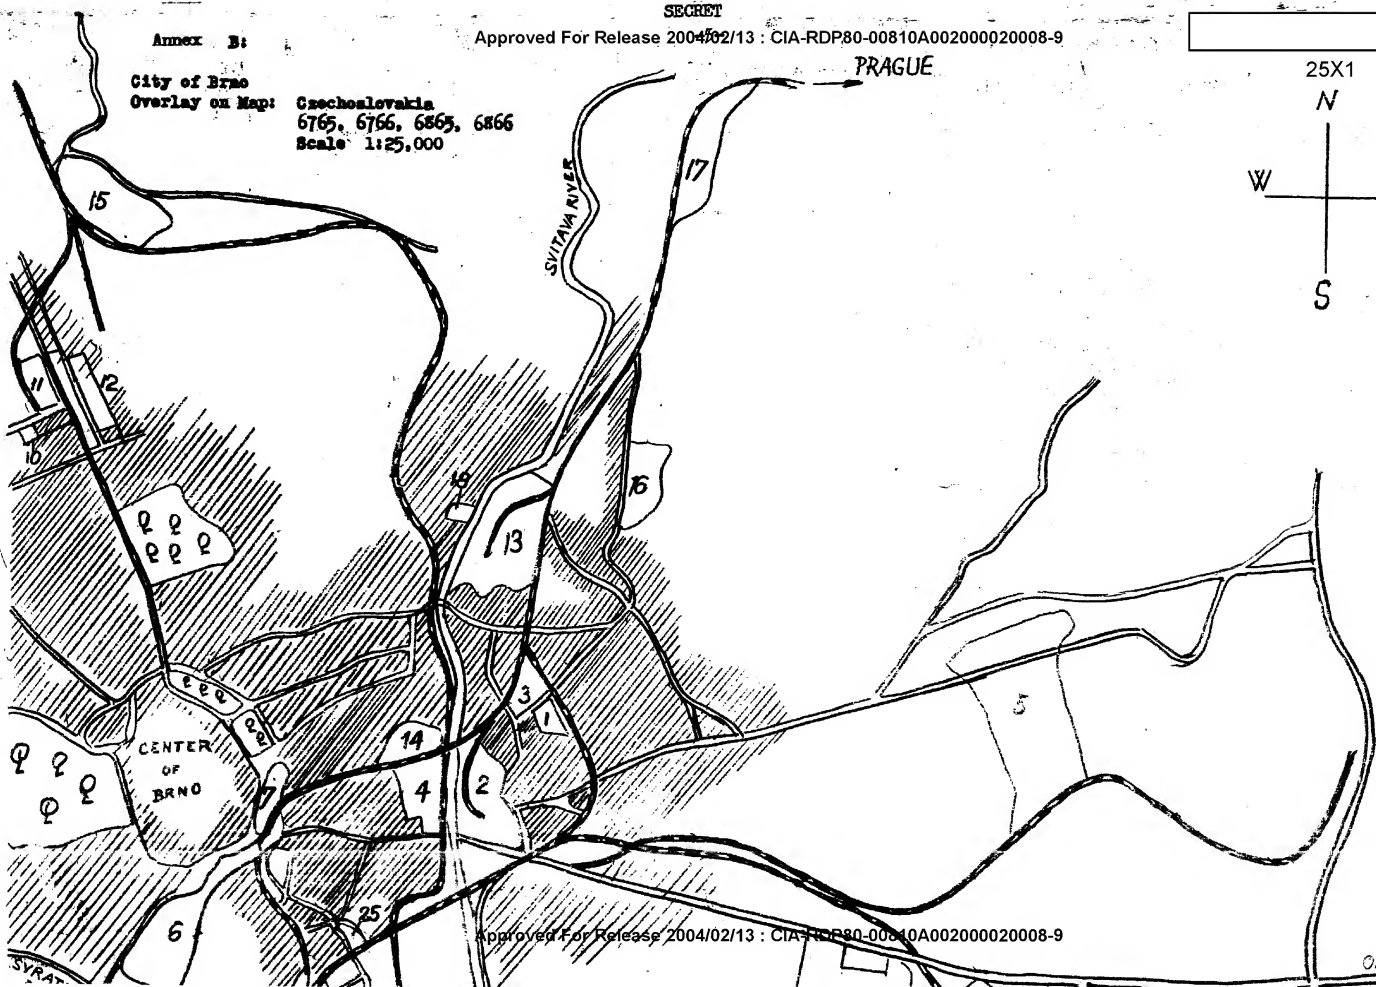 SECRET
Approved For Release 2004/02/13 : CIA-RDP80-00810A002000020008-9
25X1
Annex B:
City of Brno
Overlay on Map: Czechoslovakia
6765, 6766, 6865, 6866
Scale 1:25,000
PRAGUE
N
W
S
SVITAVA RIVER
17
15
11
12
10
16
13
3
1
5
14
CENTER
OF
BRNO
7
4
2
6
25
Approved For Release 2004/02/13 : CIA-RDP80-00810A002000020008-9